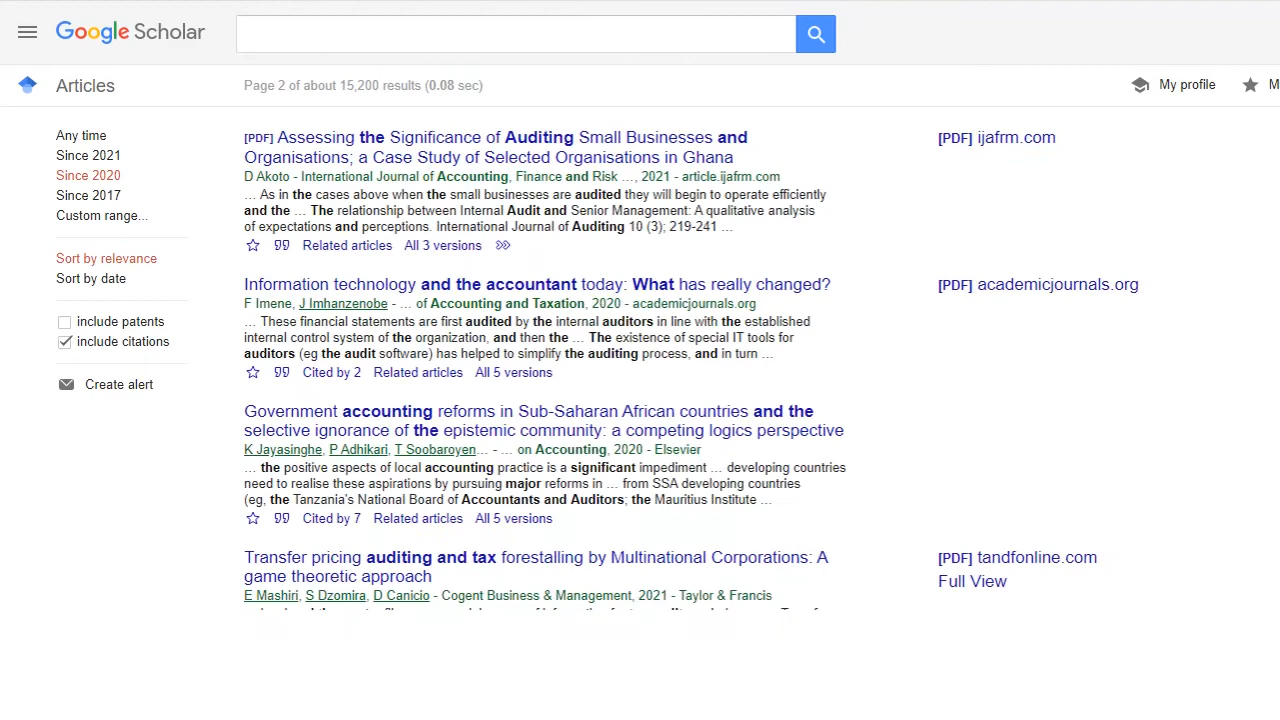 Google Scholar
Articles
Page 2 of about 15,200 results (0.08 sec)
My profile
M
Any time
Since 2021
Since 2020
Since 2017
Custom range...
Sort by relevance
Sort by date
include patents
include citations
Create alert
[PDF] Assessing the Significance of Auditing Small Businesses and
Organisations; a Case Study of Selected Organisations in Ghana
D Akoto - International Journal of Accounting, Finance and Risk …, 2021 - article.ijafrm.com
… As in the cases above when the small businesses are audited they will begin to operate efficiently
and the … The relationship between Internal Audit and Senior Management: A qualitative analysis
of expectations and perceptions. International Journal of Auditing 10 (3); 219-241 …
Related articles All 3 versions
[PDF] ijafrm.com
Information technology and the accountant today: What has really changed?
F Imene, J Imhanzenobe - … of Accounting and Taxation, 2020 - academicjournals.org
… These financial statements are first audited by the internal auditors in line with the established
internal control system of the organization, and then the … The existence of special IT tools for
auditors (eg the audit software) has helped to simplify the auditing process, and in turn …
Cited by 2 Related articles All 5 versions
[PDF] academicjournals.org
Government accounting reforms in Sub-Saharan African countries and the
selective ignorance of the epistemic community: a competing logics perspective
K Jayasinghe, P Adhikari, T Soobaroyen… - … on Accounting, 2020 - Elsevier
… the positive aspects of local accounting practice is a significant impediment … developing countries
need to realise these aspirations by pursuing major reforms in … from SSA developing countries
(eg, the Tanzania's National Board of Accountants and Auditors; the Mauritius Institute …
Cited by 7 Related articles All 5 versions
Transfer pricing auditing and tax forestalling by Multinational Corporations: A
game theoretic approach
E Mashiri, S Dzomira, D Canicio - Cogent Business & Management, 2021 - Taylor & Francis
[PDF] tandfonline.com
Full View